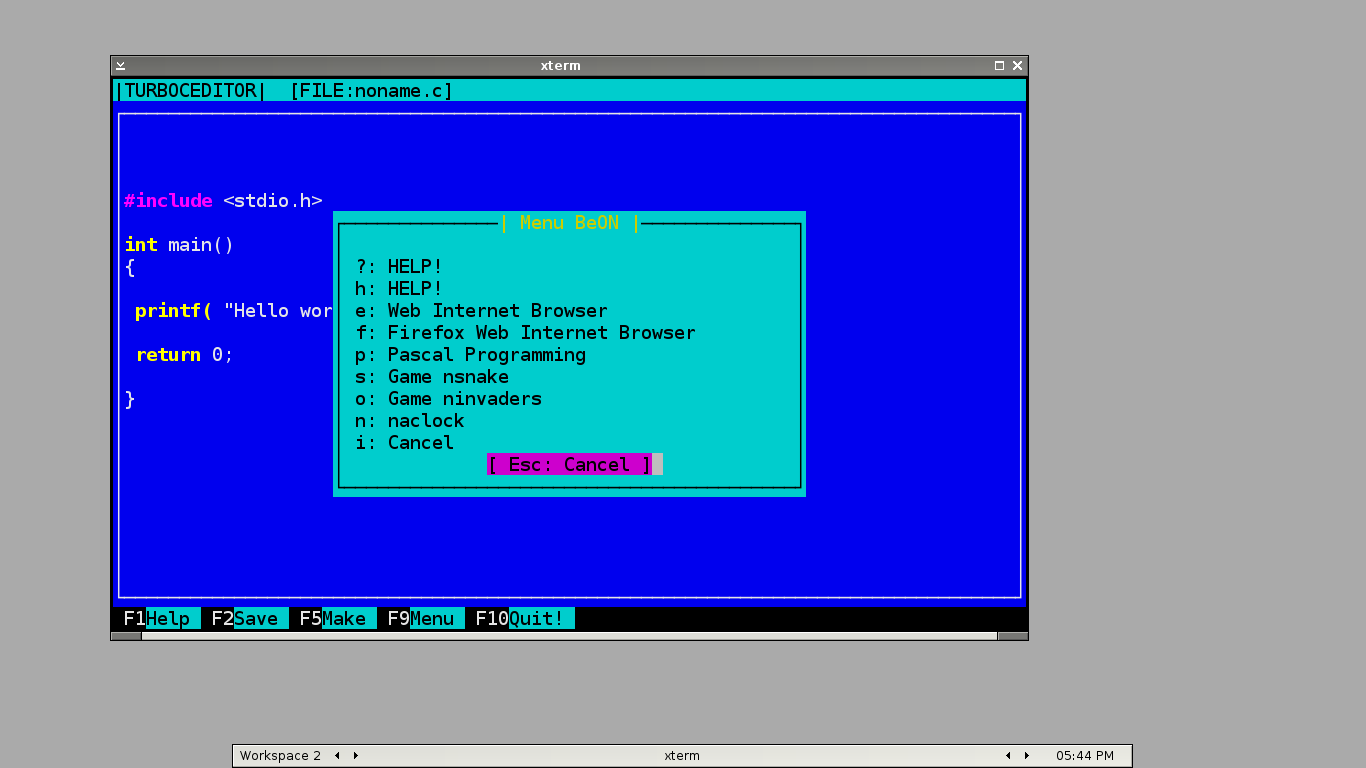 xterm
|TURBOCEDITOR|  [FILE:noname.c]
#include <stdio.h>
| Menu BeON |
int main()
{
?: HELP!
h: HELP!
printf( "Hello wor
e: Web Internet Browser
f: Firefox Web Internet Browser
return 0;
p: Pascal Programming
s: Game nsnake
}
o: Game ninvaders
n: naclock
i: Cancel
[ Esc: Cancel ]
F1Help F2Save F5Make F9Menu F10Quit!
Workspace 2 xterm 05:44 PM